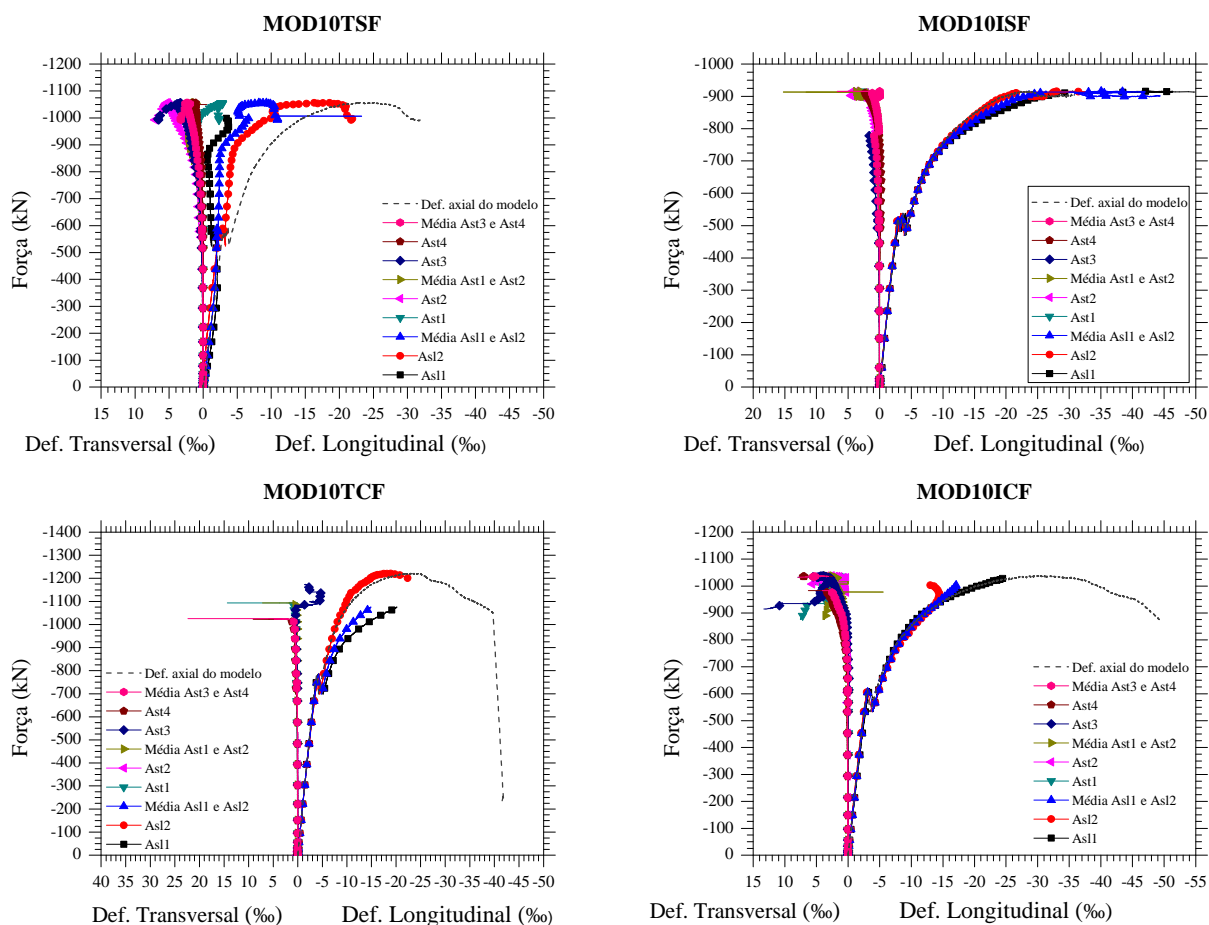 MOD10TSF
-1200
-1100
-1000
-900
-800
-700
-600
-500
-400
-300
-200
-100
0
Força (kN)
Def. axial do modelo
Média Ast3 e Ast4
Ast4
Ast3
Média Ast1 e Ast2
Ast2
Ast1
Média Asl1 e Asl2
Asl2
Asl1
15 10 5 0 -5 -10 -15 -20 -25 -30 -35 -40 -45 -50
Def. Transversal (‰) Def. Longitudinal (‰)
MOD10ISF
-1000
-900
-800
-700
-600
-500
-400
-300
-200
-100
0
Força (kN)
Def. axial do modelo
Média Ast3 e Ast4
Ast4
Ast3
Média Ast1 e Ast2
Ast2
Ast1
Média Asl1 e Asl2
Asl2
Asl1
20 15 10 5 0 -5 -10 -15 -20 -25 -30 -35 -40 -45 -50
Def. Transversal (‰) Def. Longitudinal (‰)
MOD10TCF
-1400
-1300
-1200
-1100
-1000
-900
-800
-700
-600
-500
-400
-300
-200
-100
0
Força (kN)
Def. axial do modelo
Média Ast3 e Ast4
Ast4
Ast3
Média Ast1 e Ast2
Ast2
Ast1
Média Asl1 e Asl2
Asl2
Asl1
40 35 30 25 20 15 10 5 0 -5 -10 -15 -20 -25 -30 -35 -40 -45 -50
Def. Transversal (‰) Def. Longitudinal (‰)
MOD10ICF
-1200
-1100
-1000
-900
-800
-700
-600
-500
-400
-300
-200
-100
0
Força (kN)
Def. axial do modelo
Média Ast3 e Ast4
Ast4
Ast3
Média Ast1 e Ast2
Ast2
Ast1
Média Asl1 e Asl2
Asl2
Asl1
15 10 5 0 -5 -10 -15 -20 -25 -30 -35 -40 -45 -50 -55
Def. Transversal (‰) Def. Longitudinal (‰)